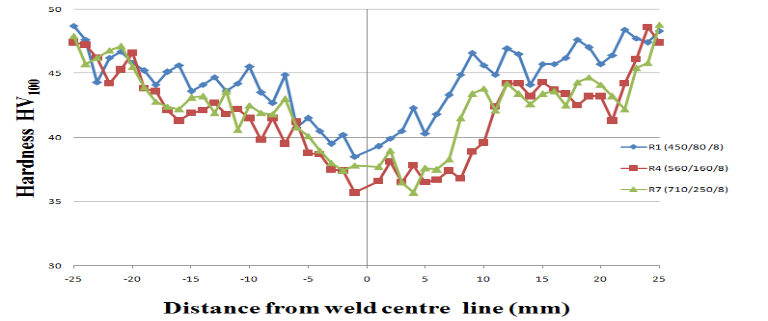 50
45
40
35
30
Hardness HV100
-25 -20 -15 -10 -5 0 5 10 15 20 25
Distance from weld centre line (mm)
R1 (450/80 /8)
R4 (560/160/8)
R7 (710/250/8)